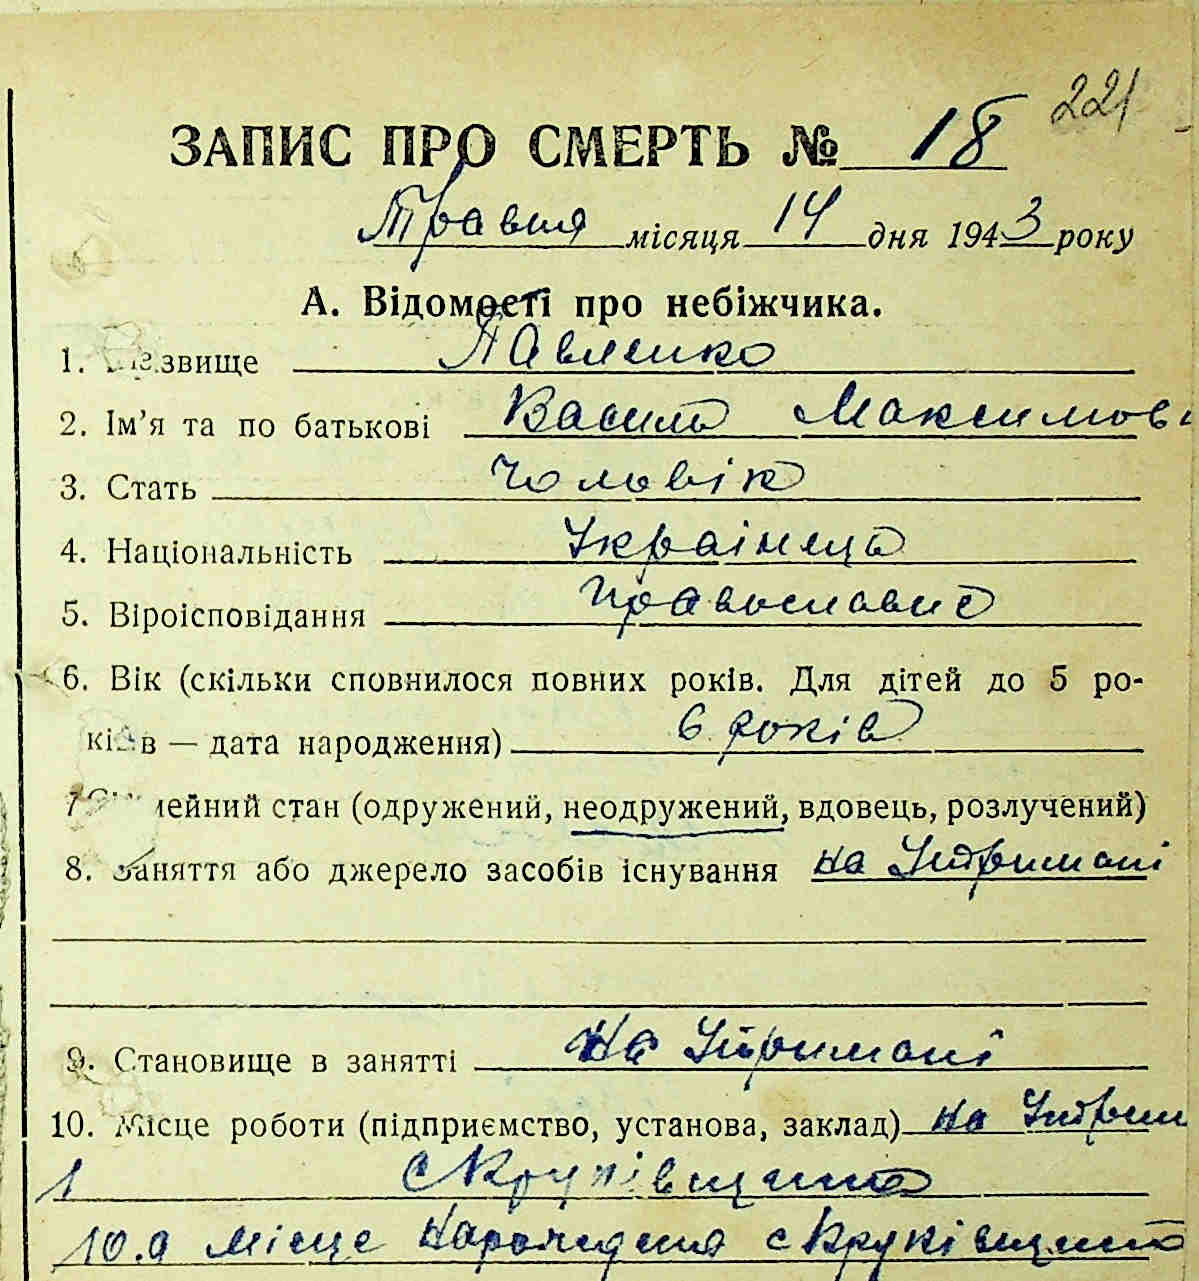 221
ЗАПИС ПРО СМЕРТЬ № 18
Травня місяця 14 дня 1943 року
А. Відомості про небіжчика.
1. Прізвище Павленко
2. Ім'я та по батькові Василь Максимов
3. Стать Чоловік
4. Національність Українець
5. Віроісповідання православне
6. Вік (скільки сповнилося повних років. Для дітей до 5 ро-
ків — дата народження) 6 років
7. Сімейний стан (одружений, неодружений, вдовець, розлучений)
8. Заняття або джерело засобів існування на Утримані
9. Становище в занятті на Утримані
10. Місце роботи (підприємство, установа, заклад) на Утрим
с Круківщина
10.а місце народження с Круківщина